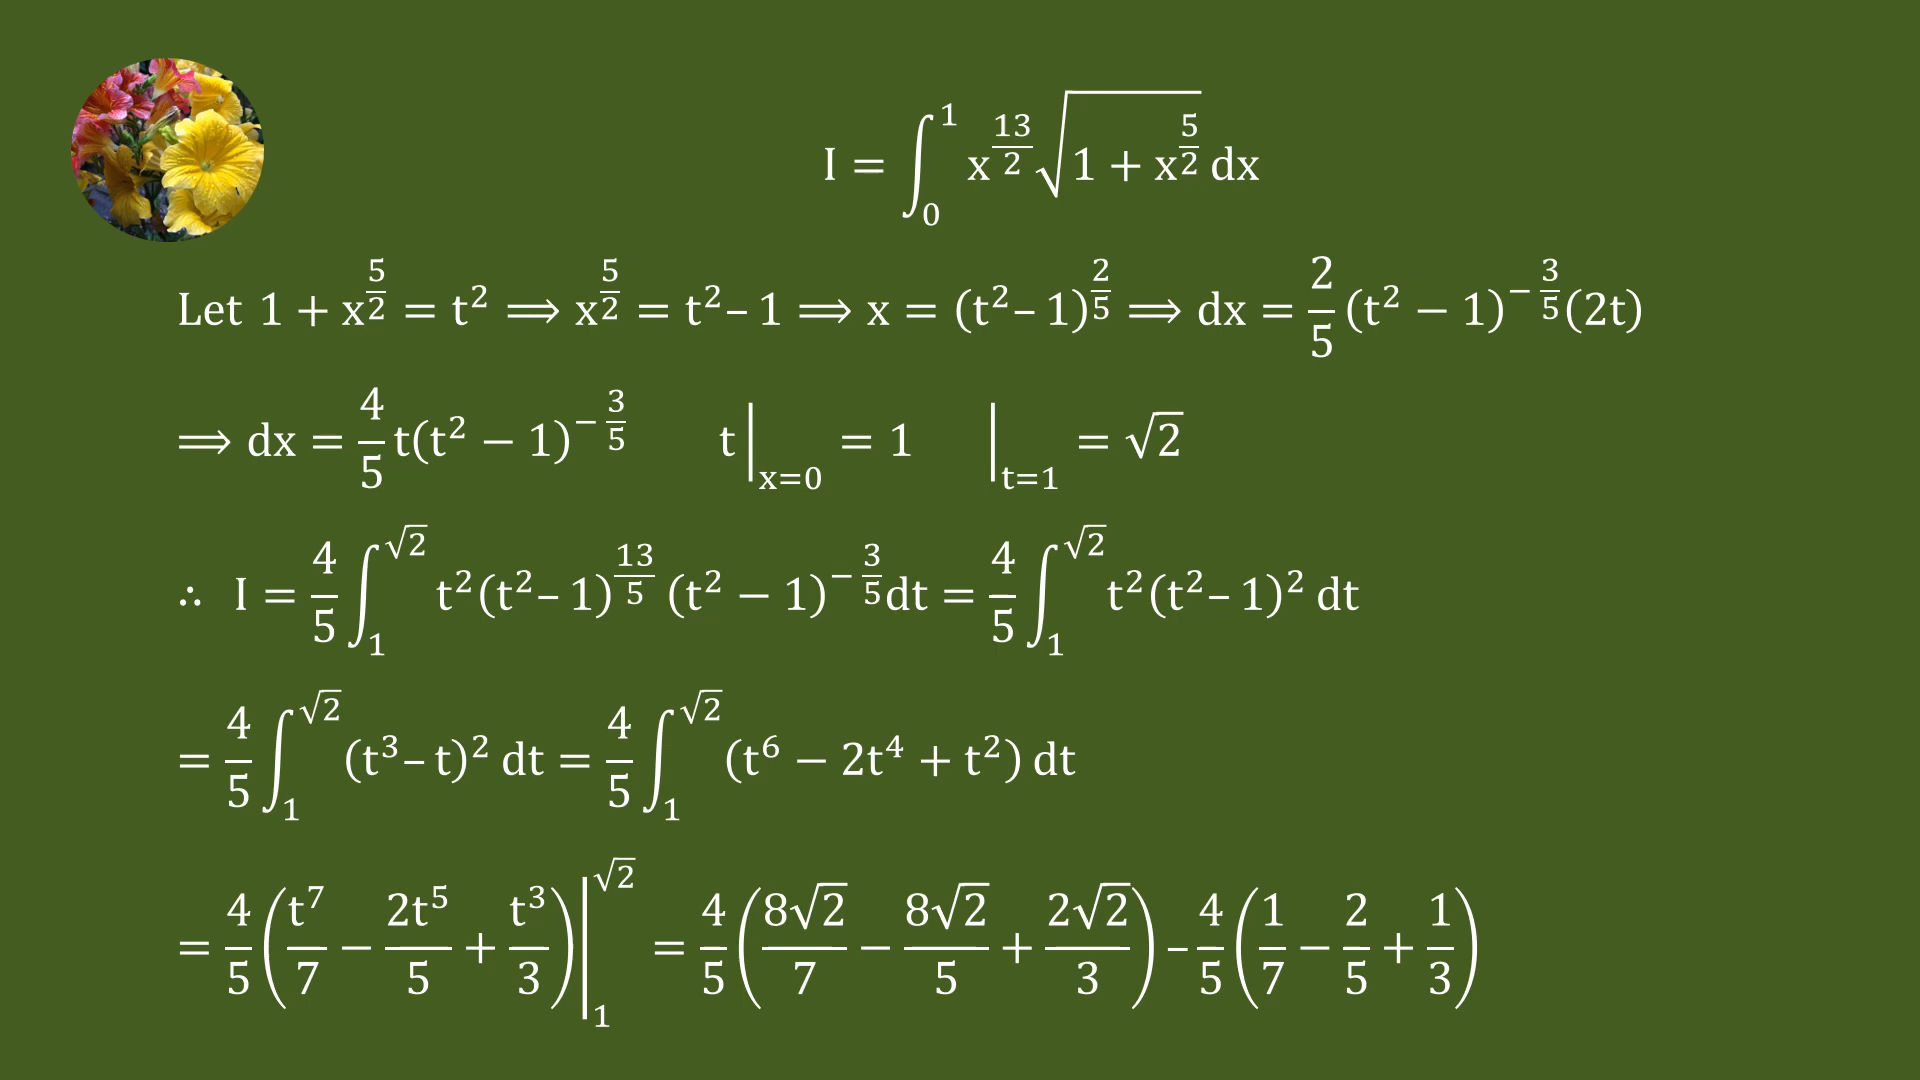 I = ∫₀¹ x^(13/2) √(1 + x^(5/2)) dx
Let 1 + x^(5/2) = t² ⟹ x^(5/2) = t² – 1 ⟹ x = (t² – 1)^(2/5) ⟹ dx = 2/5 (t² − 1)^(−3/5) (2t)
⟹ dx = 4/5 t(t² − 1)^(−3/5) t|_(x=0) = 1 |_(t=1) = √2
∴ I = 4/5 ∫₁^√2 t² (t² – 1)^(13/5) (t² − 1)^(−3/5) dt = 4/5 ∫₁^√2 t² (t² – 1)² dt
= 4/5 ∫₁^√2 (t³ – t)² dt = 4/5 ∫₁^√2 (t⁶ − 2t⁴ + t²) dt
= 4/5 (t⁷/7 − 2t⁵/5 + t³/3) |₁^√2 = 4/5 (8√2/7 − 8√2/5 + 2√2/3) – 4/5 (1/7 − 2/5 + 1/3)